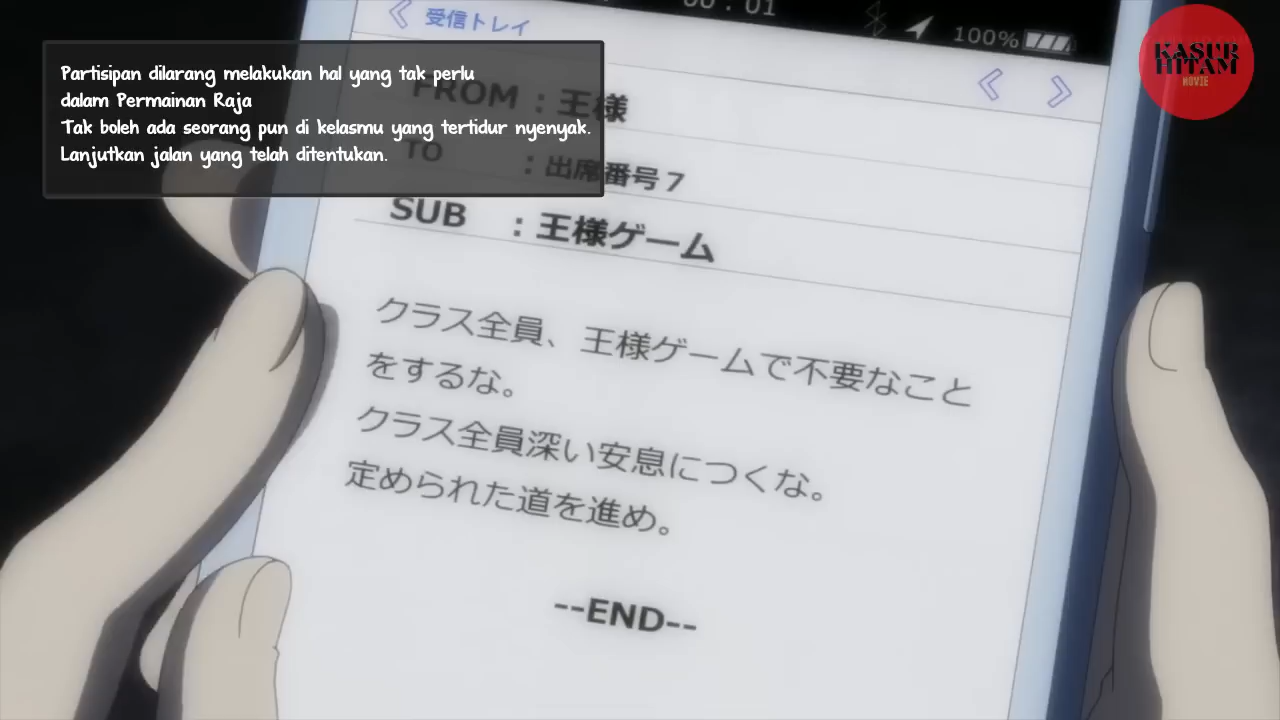 00:01
100%
受信トレイ
KASUR
HITAM
MOVIE
Partisipan dilarang melakukan hal yang tak perlu
dalam Permainan Raja
Tak boleh ada seorang pun di kelasmu yang tertidur nyenyak.
Lanjutkan jalan yang telah ditentukan.
FROM : 王様
TO : 出席番号7
SUB : 王様ゲーム
クラス全員、王様ゲームで不要なこと
をするな。
クラス全員深い安息につくな。
定められた道を進め。
--END--